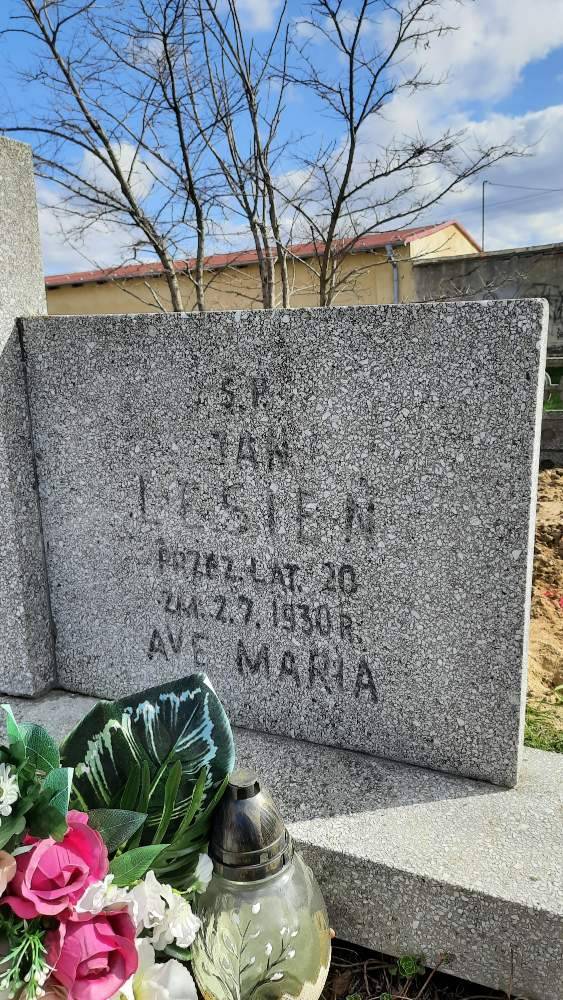 Ś.P.
JAN
LESIEŃ
PRZEŻ. LAT. 20
ZM. 2.7. 1930 R.
AVE MARIA